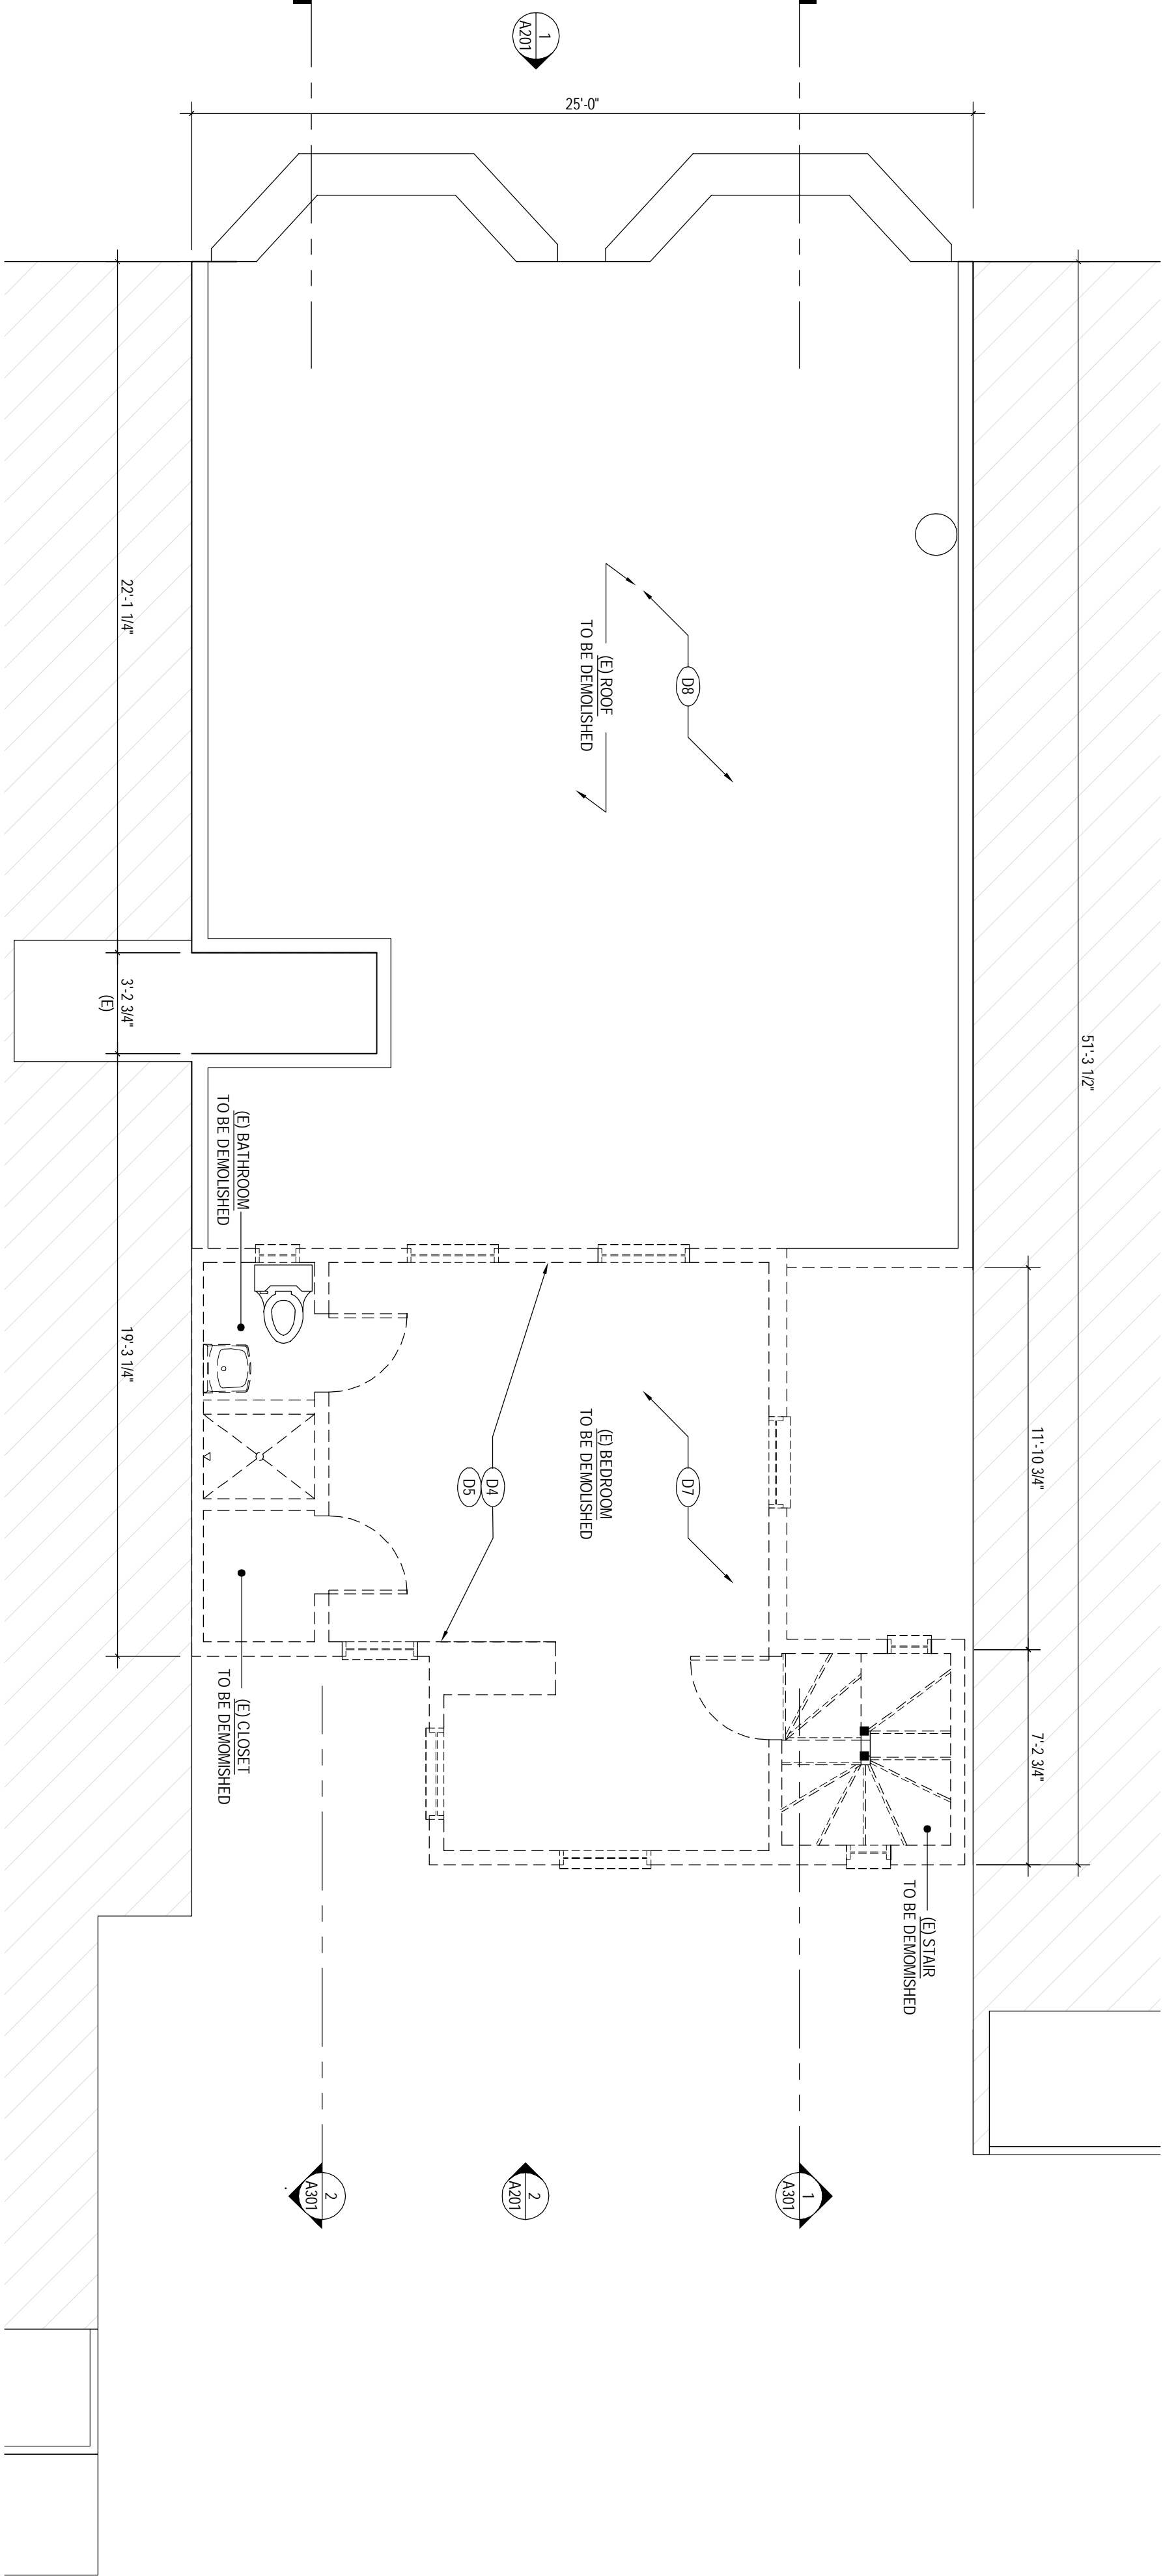 1
A201
25'-0"
51'-3 1/2"
22'-1 1/4"
3'-2 3/4"
(E)
19'-3 1/4"
11'-10 3/4"
7'-2 3/4"
D8
(E) ROOF
TO BE DEMOLISHED
(E) BATHROOM
TO BE DEMOLISHED
D7
(E) BEDROOM
TO BE DEMOLISHED
D4
D5
(E) CLOSET
TO BE DEMOMISHED
(E) STAIR
TO BE DEMOMISHED
1
A301
2
A201
2
A301